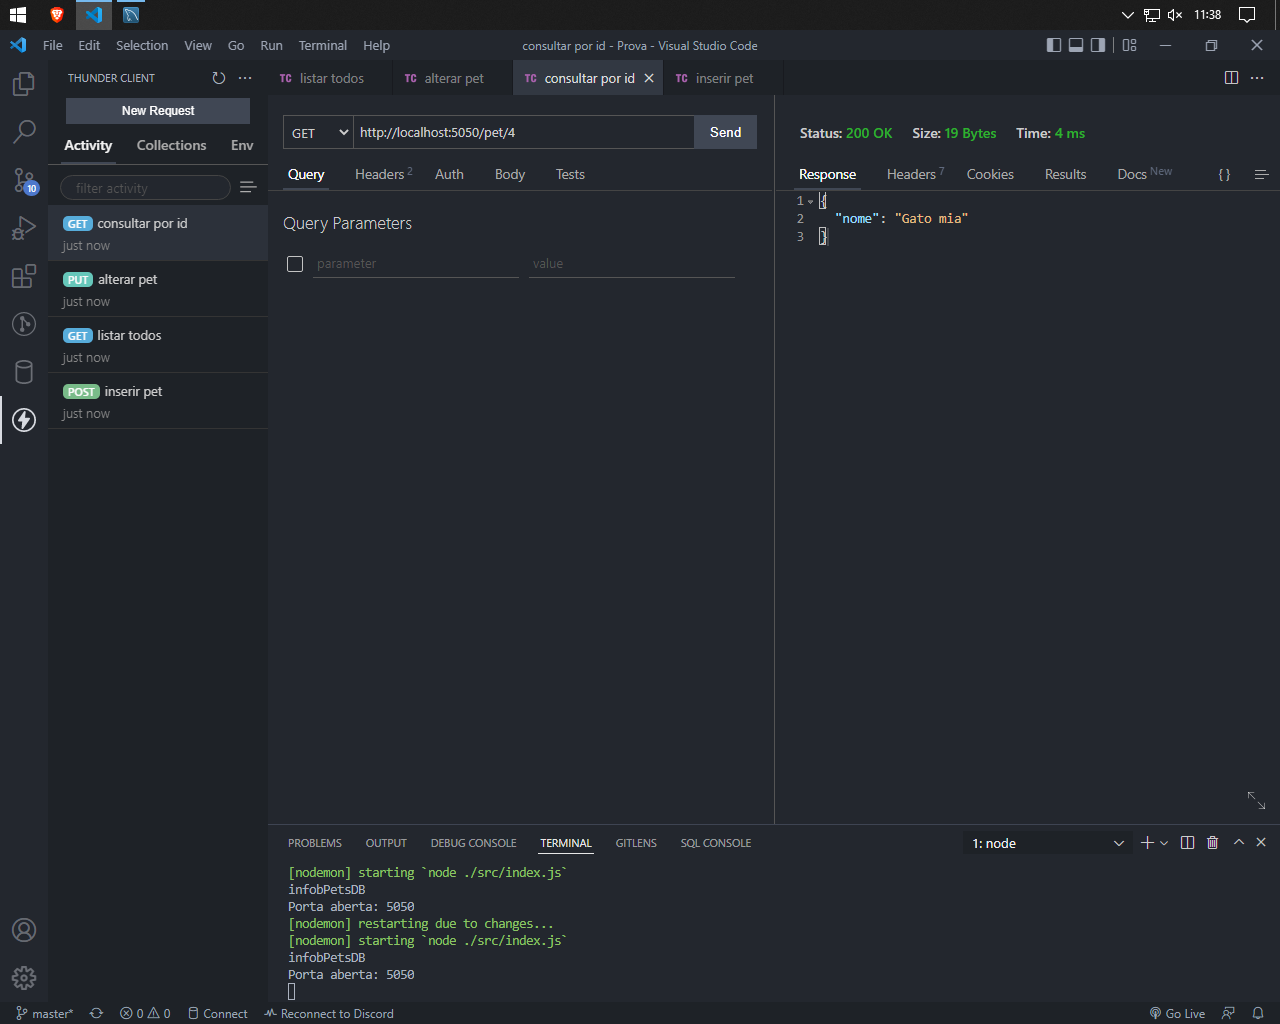 11:38
File Edit Selection View Go Run Terminal Help
consultar por id - Prova - Visual Studio Code
THUNDER CLIENT
New Request
Activity Collections Env
filter activity
GET consultar por id
just now
PUT alterar pet
just now
GET listar todos
just now
POST inserir pet
just now
10
TC listar todos TC alterar pet TC consultar por id TC inserir pet
GET http://localhost:5050/pet/4 Send
Query Headers 2 Auth Body Tests
Query Parameters
parameter value
Status: 200 OK Size: 19 Bytes Time: 4 ms
Response Headers 7 Cookies Results Docs New { }
1 {
2 "nome": "Gato mia"
3 }
PROBLEMS OUTPUT DEBUG CONSOLE TERMINAL GITLENS SQL CONSOLE
1: node
[nodemon] starting `node ./src/index.js`
infobPetsDB
Porta aberta: 5050
[nodemon] restarting due to changes...
[nodemon] starting `node ./src/index.js`
infobPetsDB
Porta aberta: 5050
master* 0 0 Connect Reconnect to Discord Go Live